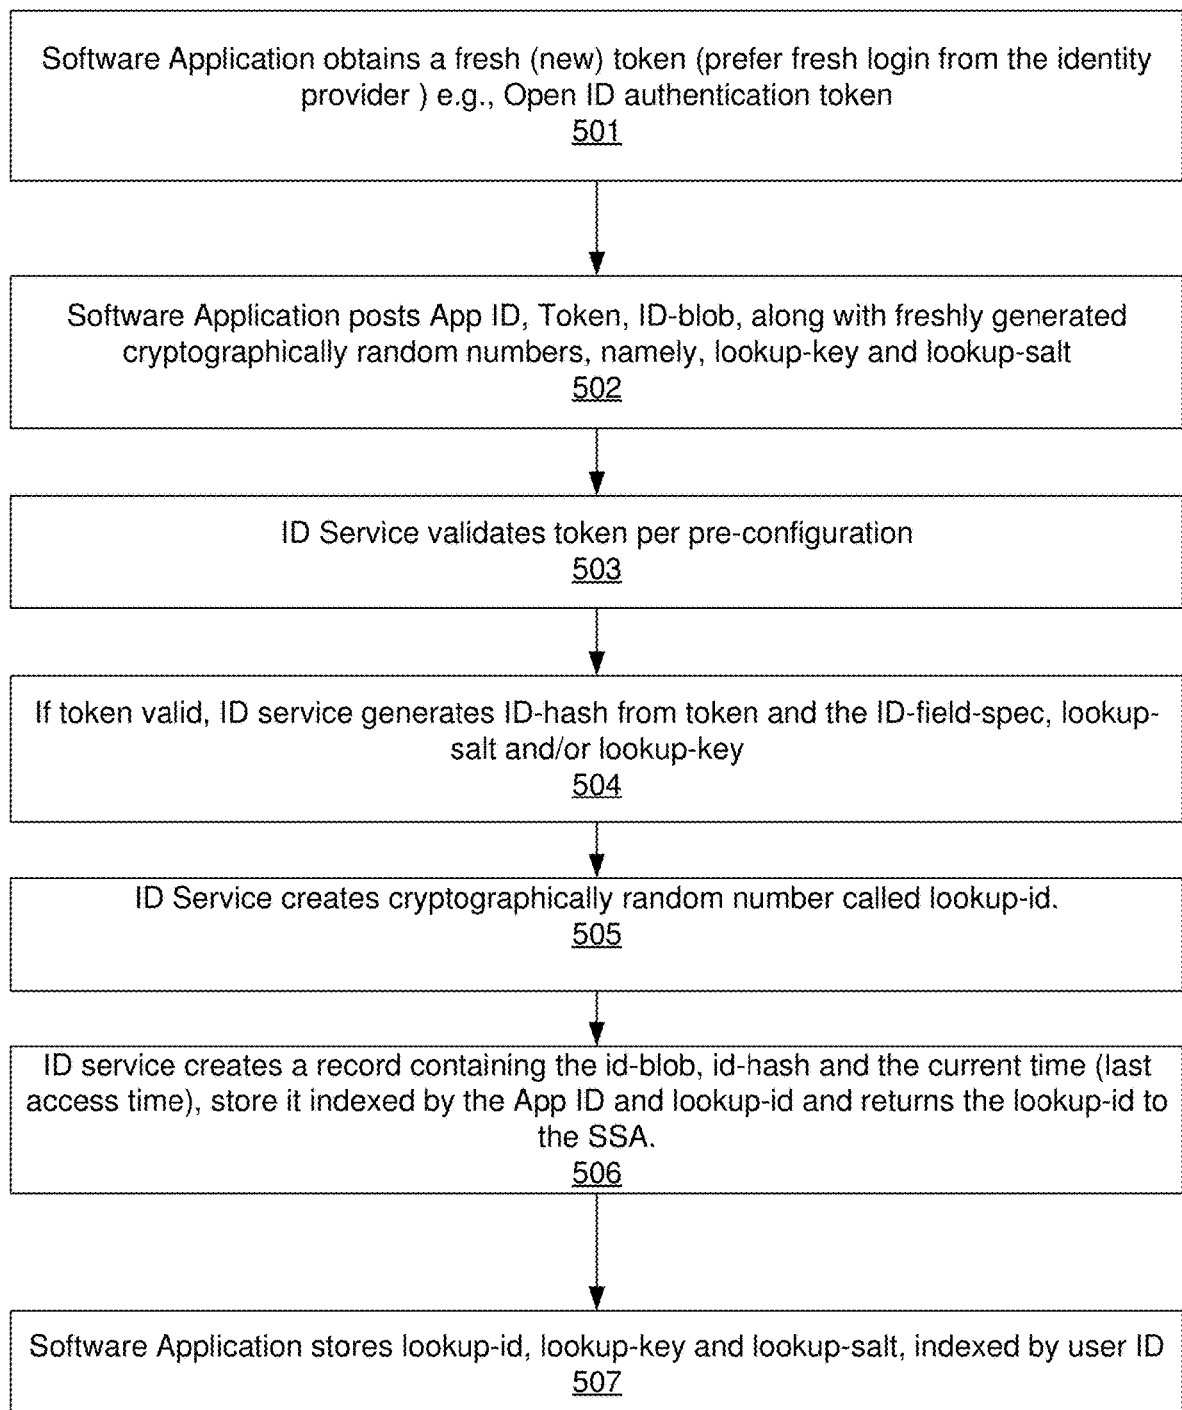 Software Application obtains a fresh (new) token (prefer fresh login from the identity
provider ) e.g., Open ID authentication token
501
Software Application posts App ID, Token, ID-blob, along with freshly generated
cryptographically random numbers, namely, lookup-key and lookup-salt
502
ID Service validates token per pre-configuration
503
If token valid, ID service generates ID-hash from token and the ID-field-spec, lookup-
salt and/or lookup-key
504
ID Service creates cryptographically random number called lookup-id.
505
ID service creates a record containing the id-blob, id-hash and the current time (last
access time), store it indexed by the App ID and lookup-id and returns the lookup-id to
the SSA.
506
Software Application stores lookup-id, lookup-key and lookup-salt, indexed by user ID
507